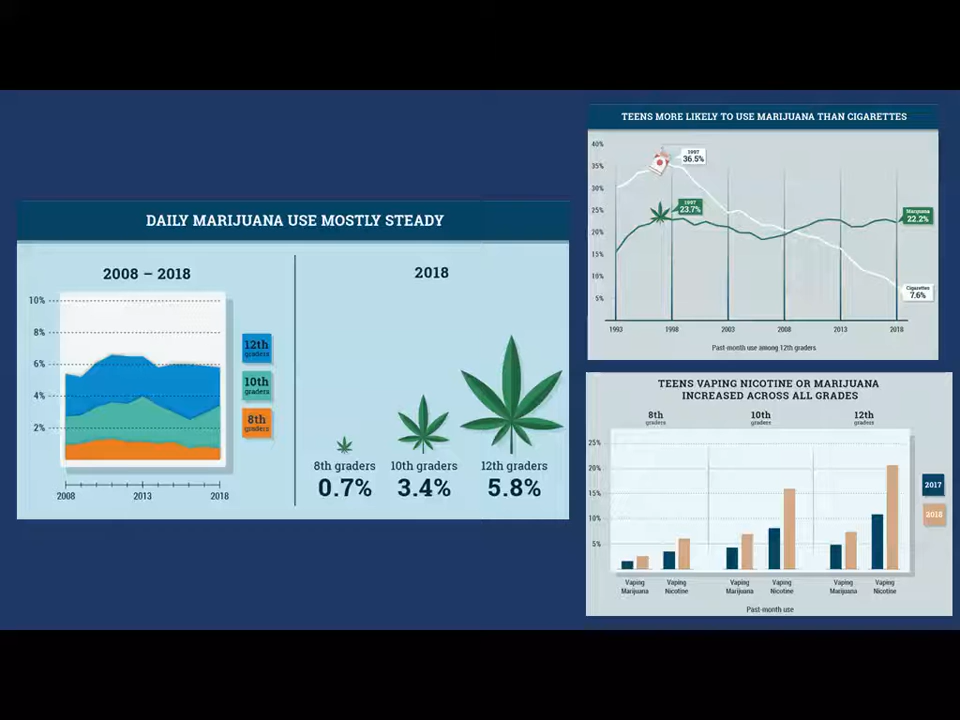 DAILY MARIJUANA USE MOSTLY STEADY
2008 – 2018
10%
8%
6%
4%
2%
2008
2013
2018
12th
graders
10th
graders
8th
graders
2018
8th graders
0.7%
10th graders
3.4%
12th graders
5.8%
TEENS MORE LIKELY TO USE MARIJUANA THAN CIGARETTES
40%
35%
30%
25%
20%
15%
10%
5%
1997
36.5%
1997
23.7%
Marijuana
22.2%
Cigarettes
7.6%
1993
1998
2003
2008
2013
2018
Past-month use among 12th graders
TEENS VAPING NICOTINE OR MARIJUANA
INCREASED ACROSS ALL GRADES
8th
graders
10th
graders
12th
graders
25%
20%
15%
10%
5%
2017
2018
Vaping
Marijuana
Vaping
Nicotine
Vaping
Marijuana
Vaping
Nicotine
Vaping
Marijuana
Vaping
Nicotine
Past-month use